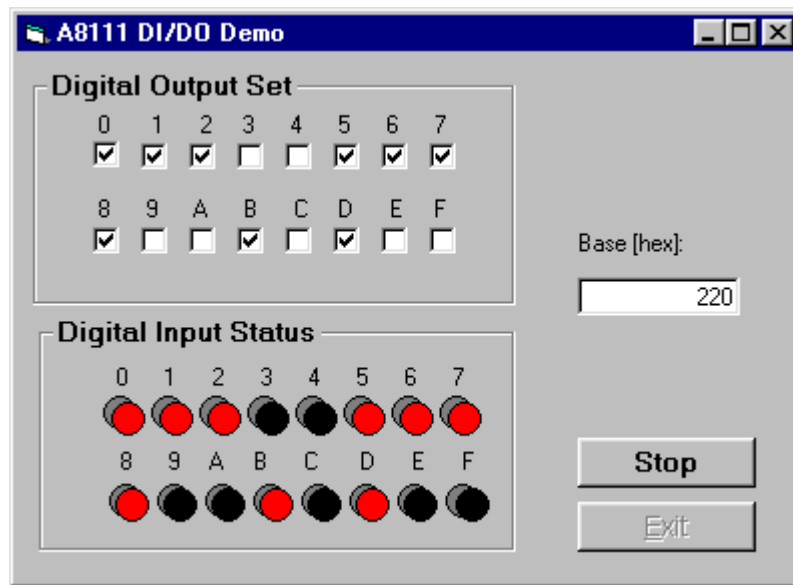 A8111 DI/DO Demo
Digital Output Set
0 1 2 3 4 5 6 7
8 9 A B C D E F
Base [hex]:
220
Digital Input Status
0 1 2 3 4 5 6 7
8 9 A B C D E F
Stop
Exit